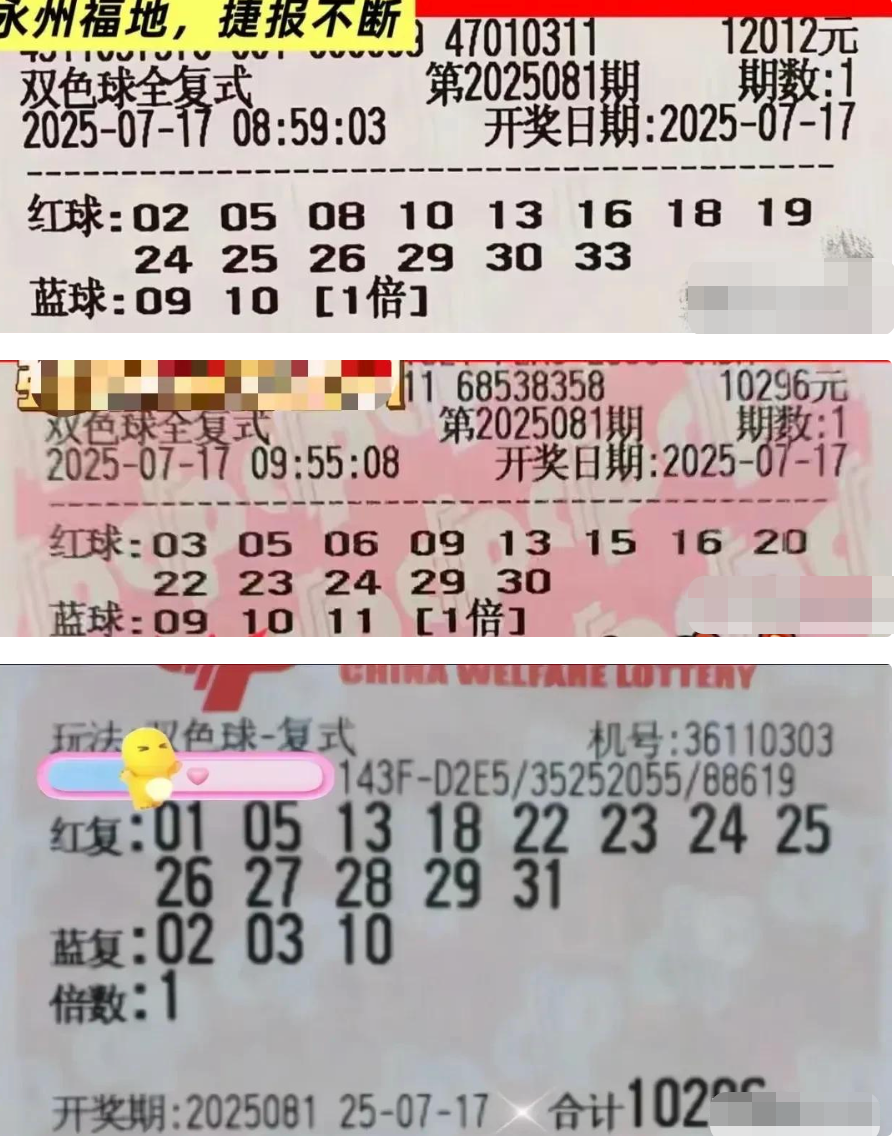 永州福地，捷报不断
47010311 12012元
双色球全复式 第2025081期 期数:1
2025-07-17 08:59:03 开奖日期:2025-07-17
红球:02 05 08 10 13 16 18 19
24 25 26 29 30 33
蓝球:09 10 [1倍]
11 68538358 10296元
双色球全复式 第2025081期 期数:1
2025-07-17 09:55:08 开奖日期:2025-07-17
红球:03 05 06 09 13 15 16 20
22 23 24 29 30
蓝球:09 10 11 [1倍]
CHINA WELFARE LOTTERY
玩法:双色球-复式 机号:36110303
143F-D2E5/35252055/88619
红复:01 05 13 18 22 23 24 25
26 27 28 29 31
蓝复:02 03 10
倍数:1
开奖期:2025081 25-07-17 合计102